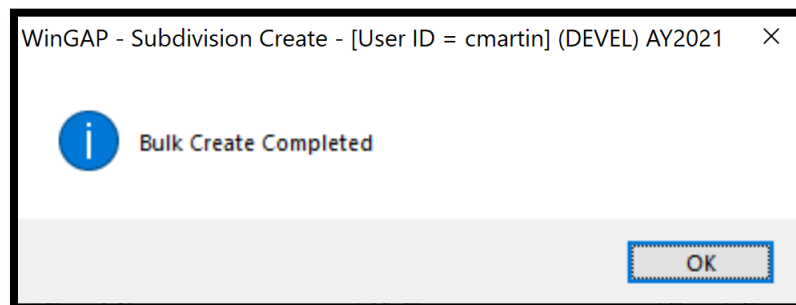 WinGAP - Subdivision Create - [User ID = cmartin] (DEVEL) AY2021
Bulk Create Completed
OK